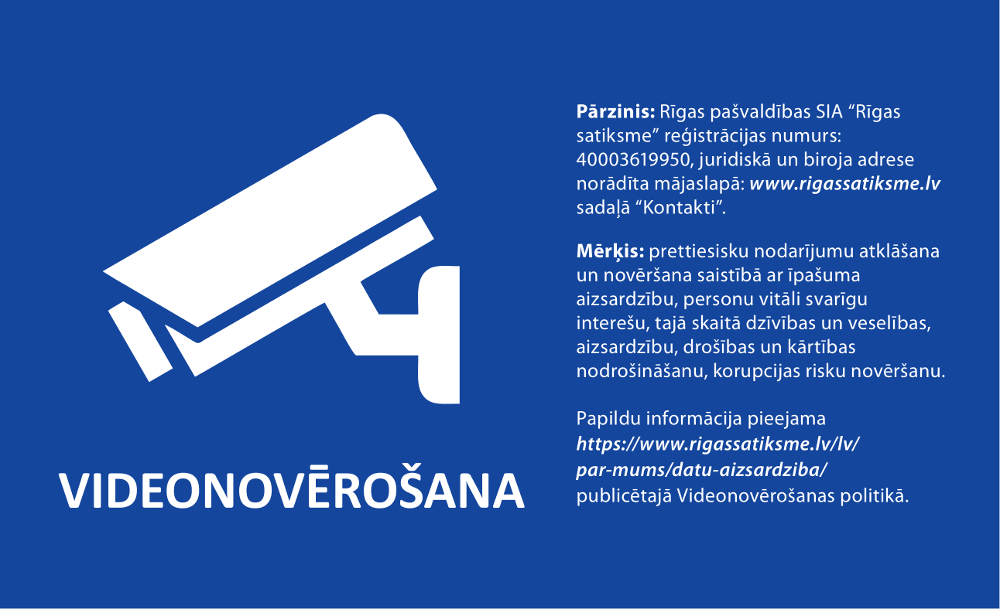 VIDEONOVĒROŠANA
Pārzinis: Rīgas pašvaldības SIA “Rīgas
satiksme” reģistrācijas numurs:
40003619950, juridiskā un biroja adrese
norādīta mājaslapā: www.rigassatiksme.lv
sadaļā “Kontakti”.
Mērķis: prettiesisku nodarījumu atklāšana
un novēršana saistībā ar īpašuma
aizsardzību, personu vitāli svarīgu
interešu, tajā skaitā dzīvības un veselības,
aizsardzību, drošības un kārtības
nodrošināšanu, korupcijas risku novēršanu.
Papildu informācija pieejama
https://www.rigassatiksme.lv/lv/
par-mums/datu-aizsardziba/
publicētajā Videonovērošanas politikā.